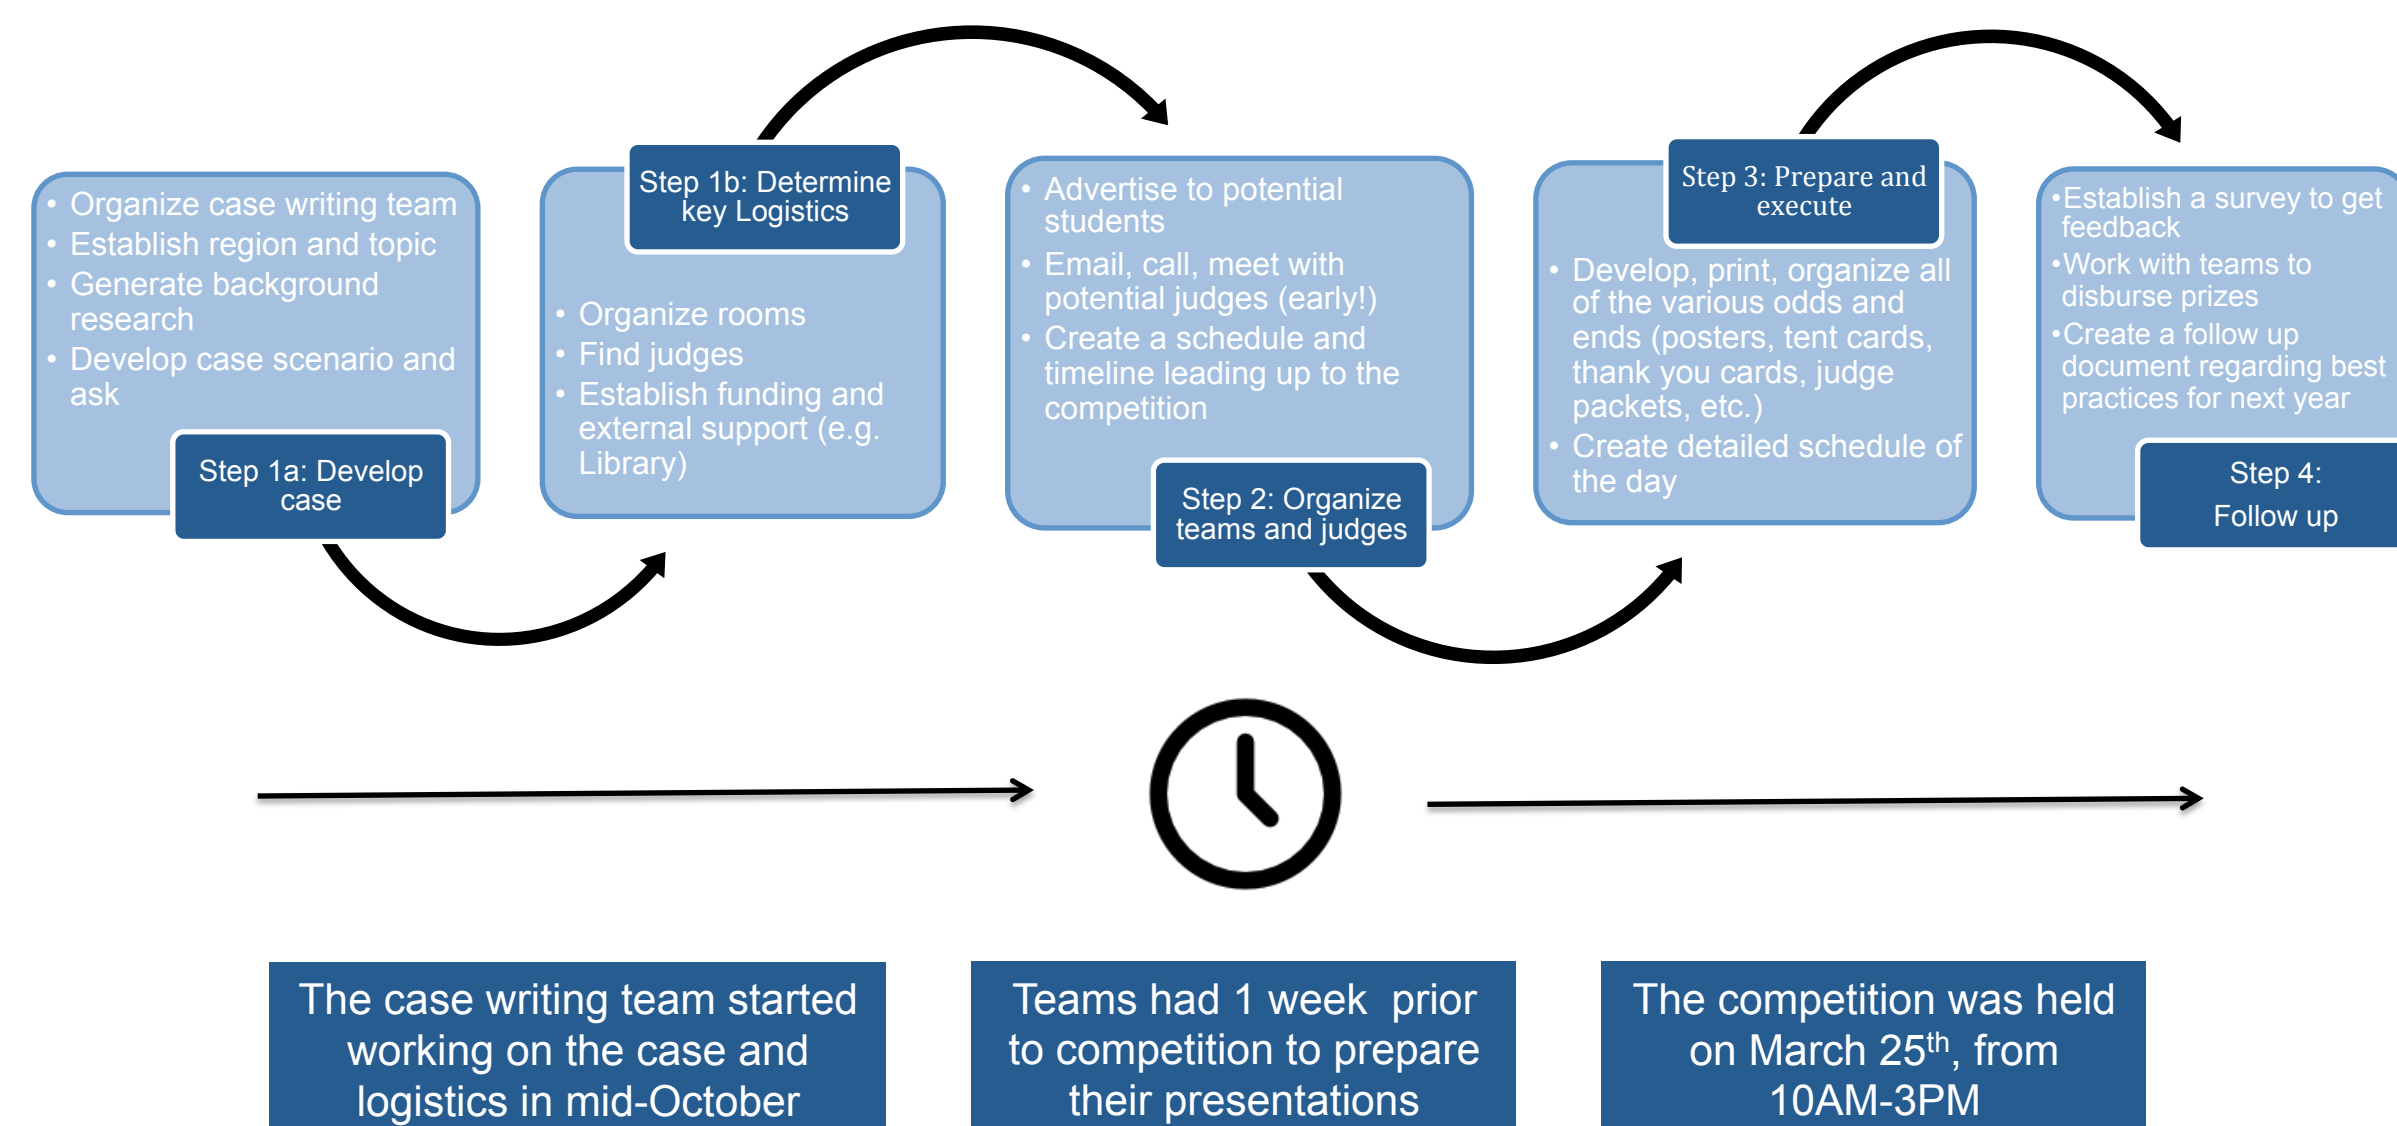 • Organize case writing team
• Establish region and topic
• Generate background
research
• Develop case scenario and
ask
Step 1a: Develop
case
Step 1b: Determine
key Logistics
• Organize rooms
• Find judges
• Establish funding and
external support (e.g.
Library)
• Advertise to potential
students
• Email, call, meet with
potential judges (early!)
• Create a schedule and
timeline leading up to the
competition
Step 2: Organize
teams and judges
Step 3: Prepare and
execute
• Develop, print, organize all
of the various odds and
ends (posters, tent cards,
thank you cards, judge
packets, etc.)
• Create detailed schedule of
the day
•Establish a survey to get
feedback
•Work with teams to
disburse prizes
•Create a follow up
document regarding best
practices for next year
Step 4:
Follow up
The case writing team started
working on the case and
logistics in mid-October
Teams had 1 week prior
to competition to prepare
their presentations
The competition was held
on March 25th, from
10AM-3PM